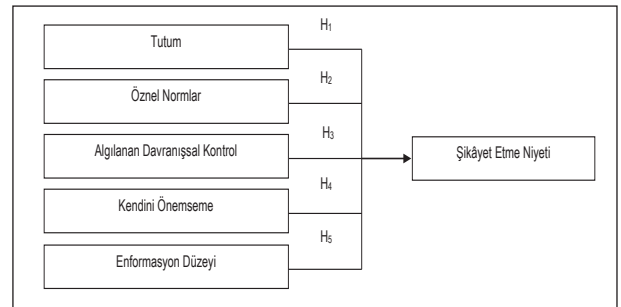 H₁
Tutum
H₂
Öznel Normlar
H₃
Algılanan Davranışsal Kontrol
Şikâyet Etme Niyeti
H₄
Kendini Önemseme
H₅
Enformasyon Düzeyi